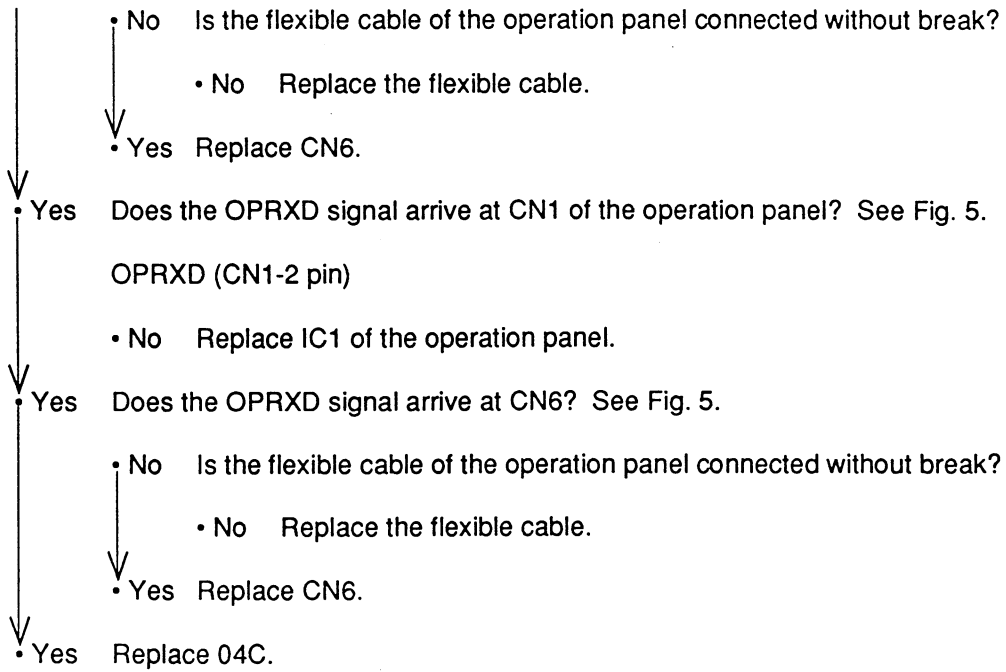 • No Is the flexible cable of the operation panel connected without break?
• No Replace the flexible cable.
• Yes Replace CN6.
• Yes Does the OPRXD signal arrive at CN1 of the operation panel? See Fig. 5.
OPRXD (CN1-2 pin)
• No Replace IC1 of the operation panel.
• Yes Does the OPRXD signal arrive at CN6? See Fig. 5.
• No Is the flexible cable of the operation panel connected without break?
• No Replace the flexible cable.
• Yes Replace CN6.
• Yes Replace 04C.